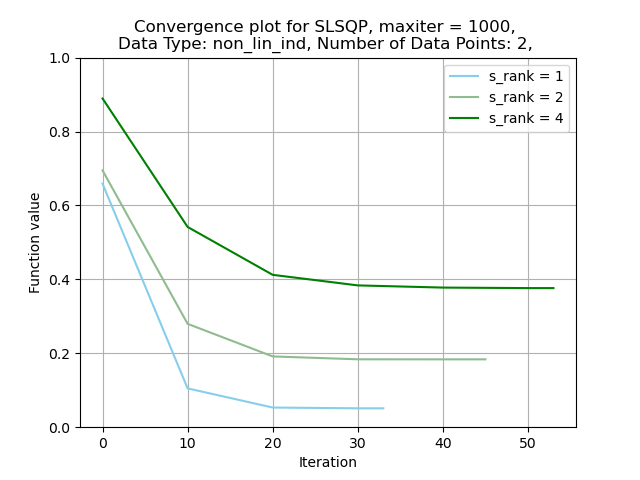 Convergence plot for SLSQP, maxiter = 1000,
Data Type: non_lin_ind, Number of Data Points: 2,
1.0
0.8
0.6
0.4
0.2
0.0
Function value
s_rank = 1
s_rank = 2
s_rank = 4
0 10 20 30 40 50
Iteration